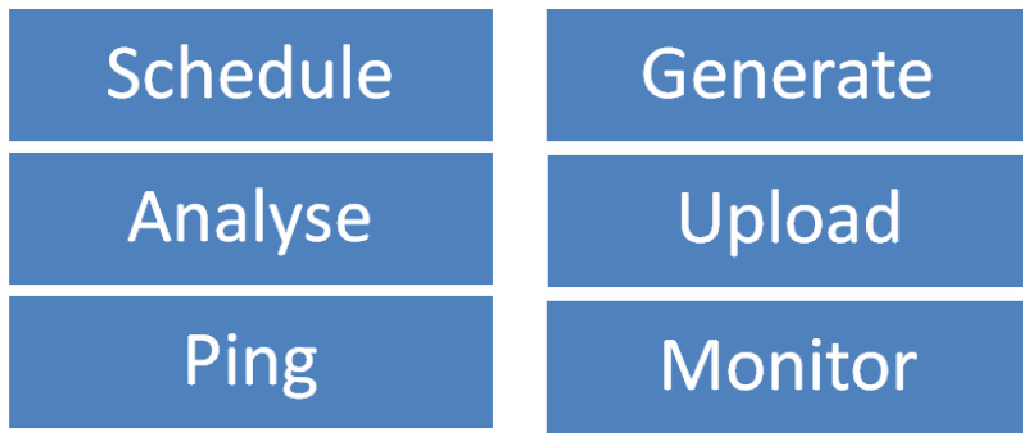 Schedule
Generate
Analyse
Upload
Ping
Monitor